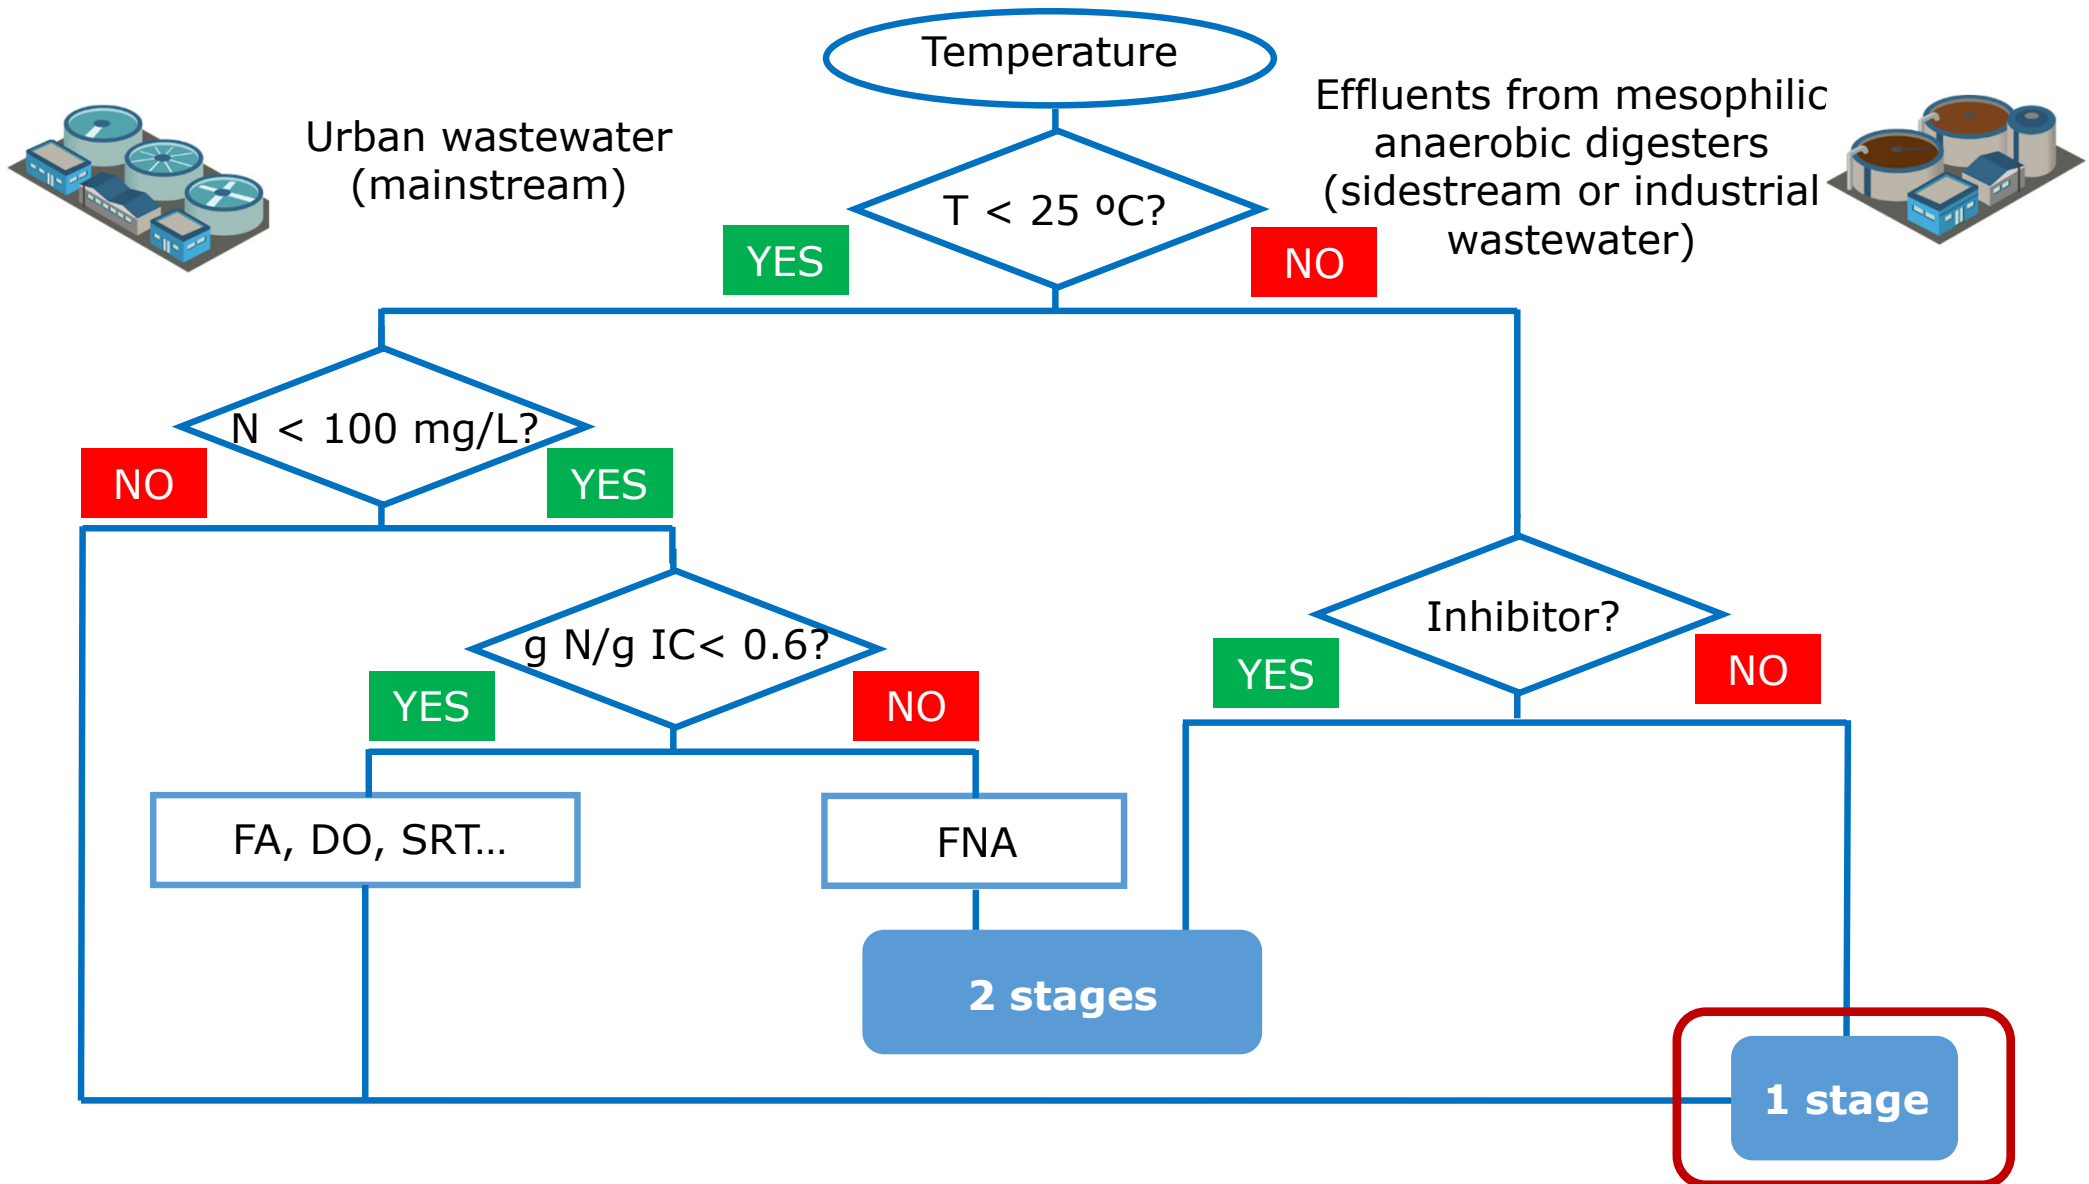 Temperature
Urban wastewater
(mainstream)
Effluents from mesophilic
anaerobic digesters
(sidestream or industrial
wastewater)
T < 25 ºC?
YES
NO
N < 100 mg/L?
NO
YES
g N/g IC< 0.6?
YES
NO
Inhibitor?
YES
NO
FA, DO, SRT...
FNA
2 stages
1 stage